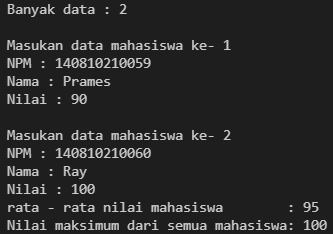 Banyak data : 2
Masukan data mahasiswa ke- 1
NPM : 140810210059
Nama : Prames
Nilai : 90
Masukan data mahasiswa ke- 2
NPM : 140810210060
Nama : Ray
Nilai : 100
rata - rata nilai mahasiswa        : 95
Nilai maksimum dari semua mahasiswa: 100